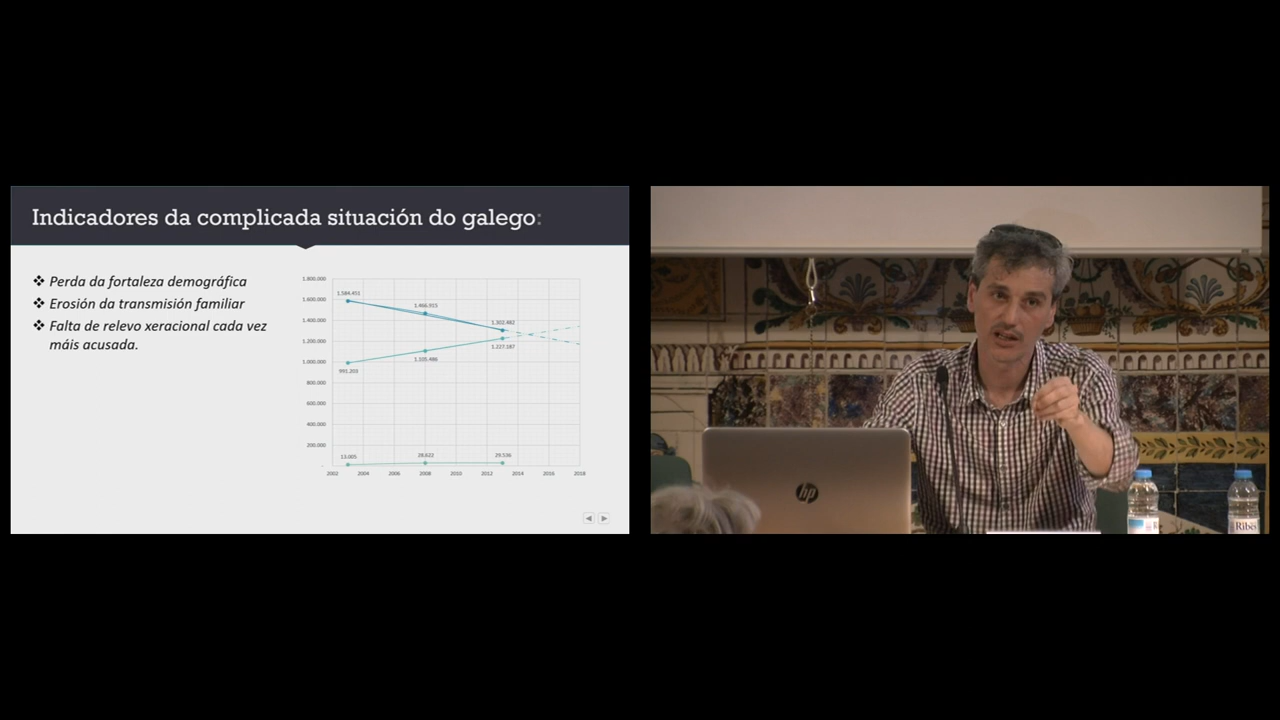 Indicadores da complicada situación do galego:
❖ Perda da fortaleza demográfica
❖ Erosión da transmisión familiar
❖ Falta de relevo xeracional cada vez
máis acusada.
1.800.000
1.600.000
1.400.000
1.200.000
1.000.000
800.000
600.000
400.000
200.000
-
1.584.451
1.466.915
1.302.882
991.203
1.105.486
1.227.187
13.005
28.622
29.536
2002 2004 2006 2008 2010 2012 2014 2016 2018
hp
Ribo